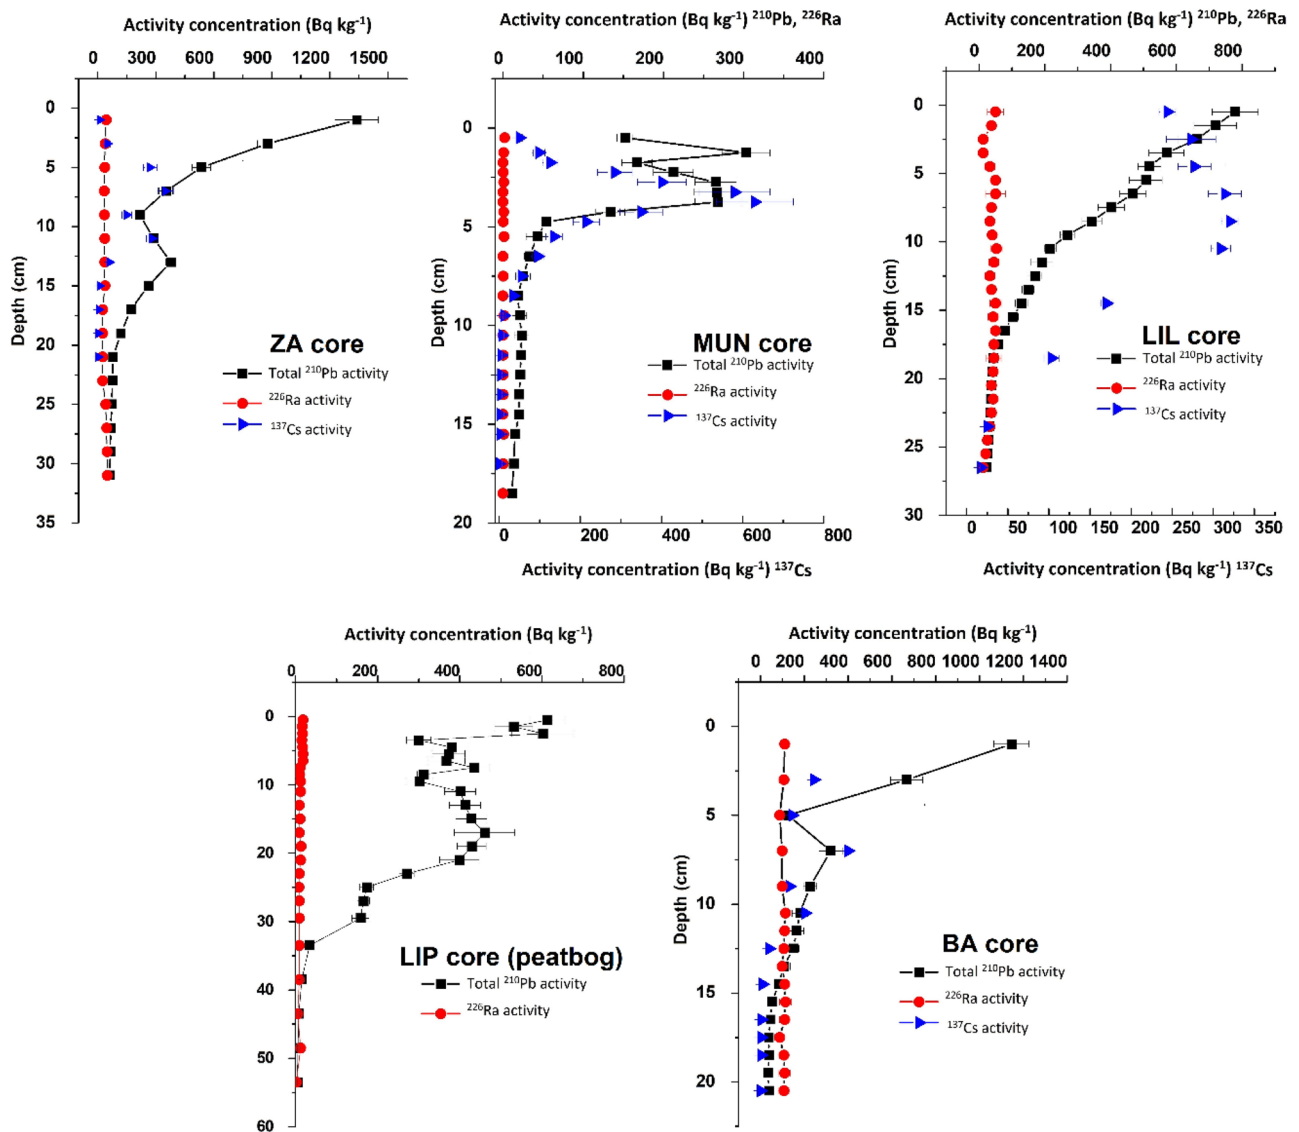 Activity concentration (Bq kg⁻¹)
0 300 600 900 1200 1500
0
5
10
15
20
25
30
35
Depth (cm)
ZA core
Total ²¹⁰Pb activity
²²⁶Ra activity
¹³⁷Cs activity
Activity concentration (Bq kg⁻¹) ²¹⁰Pb, ²²⁶Ra
0 100 200 300 400
0
5
10
15
20
Depth (cm)
MUN core
Total ²¹⁰Pb activity
²²⁶Ra activity
¹³⁷Cs activity
0 200 400 600 800
Activity concentration (Bq kg⁻¹) ¹³⁷Cs
Activity concentration (Bq kg⁻¹) ²¹⁰Pb, ²²⁶Ra
0 200 400 600 800
0
5
10
15
20
25
30
Depth (cm)
LIL core
Total ²¹⁰Pb activity
²²⁶Ra activity
¹³⁷Cs activity
0 50 100 150 200 250 300 350
Activity concentration (Bq kg⁻¹) ¹³⁷Cs
Activity concentration (Bq kg⁻¹)
0 200 400 600 800
0
10
20
30
40
50
60
LIP core (peatbog)
Total ²¹⁰Pb activity
²²⁶Ra activity
Activity concentration (Bq kg⁻¹)
0 200 400 600 800 1000 1200 1400
0
5
10
15
20
Depth (cm)
BA core
Total ²¹⁰Pb activity
²²⁶Ra activity
¹³⁷Cs activity